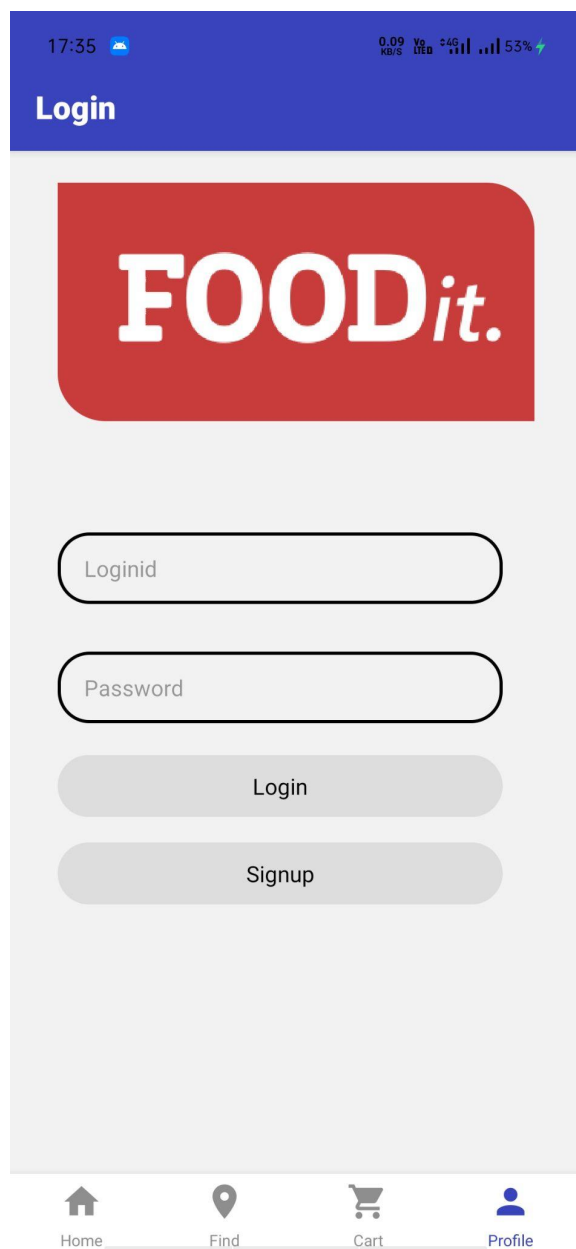 17:35 0.09 KB/S Vo LTE 4G 53%
Login
FOODit.
Loginid
Password
Login
Signup
Home Find Cart Profile